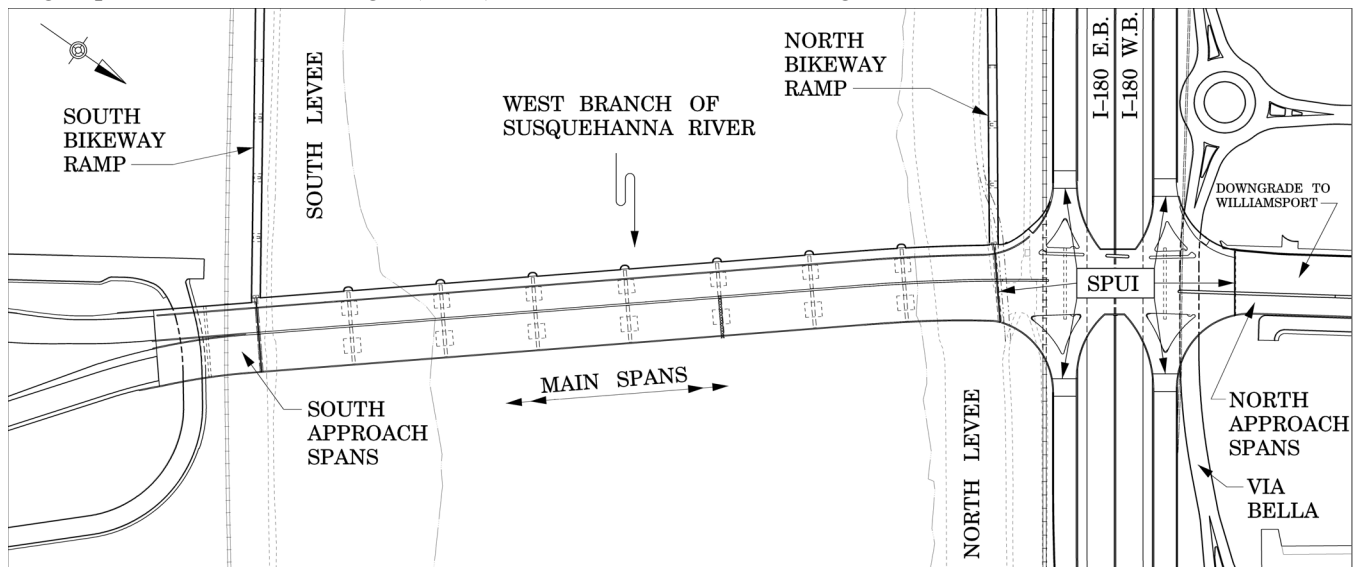 SOUTH
BIKEWAY
RAMP
SOUTH LEVEE
WEST BRANCH OF
SUSQUEHANNA RIVER
NORTH
BIKEWAY
RAMP
I-180 E.B.
I-180 W.B.
DOWNGRADE TO
WILLIAMSPORT
SPUI
MAIN SPANS
SOUTH
APPROACH
SPANS
NORTH LEVEE
NORTH
APPROACH
SPANS
VIA
BELLA